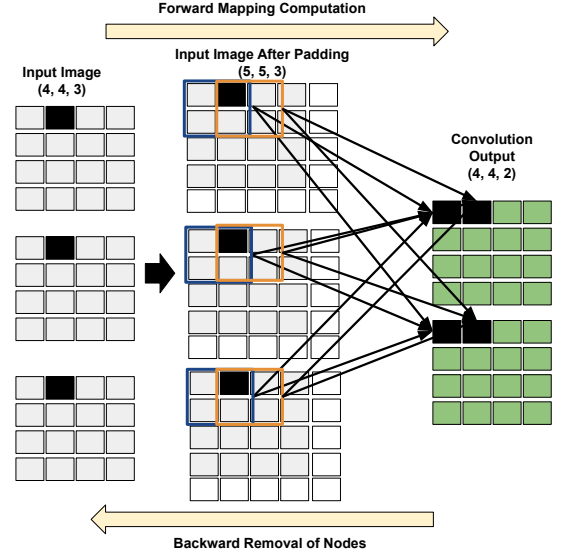 Forward Mapping Computation
Input Image After Padding
(5, 5, 3)
Input Image
(4, 4, 3)
Convolution
Output
(4, 4, 2)
Backward Removal of Nodes